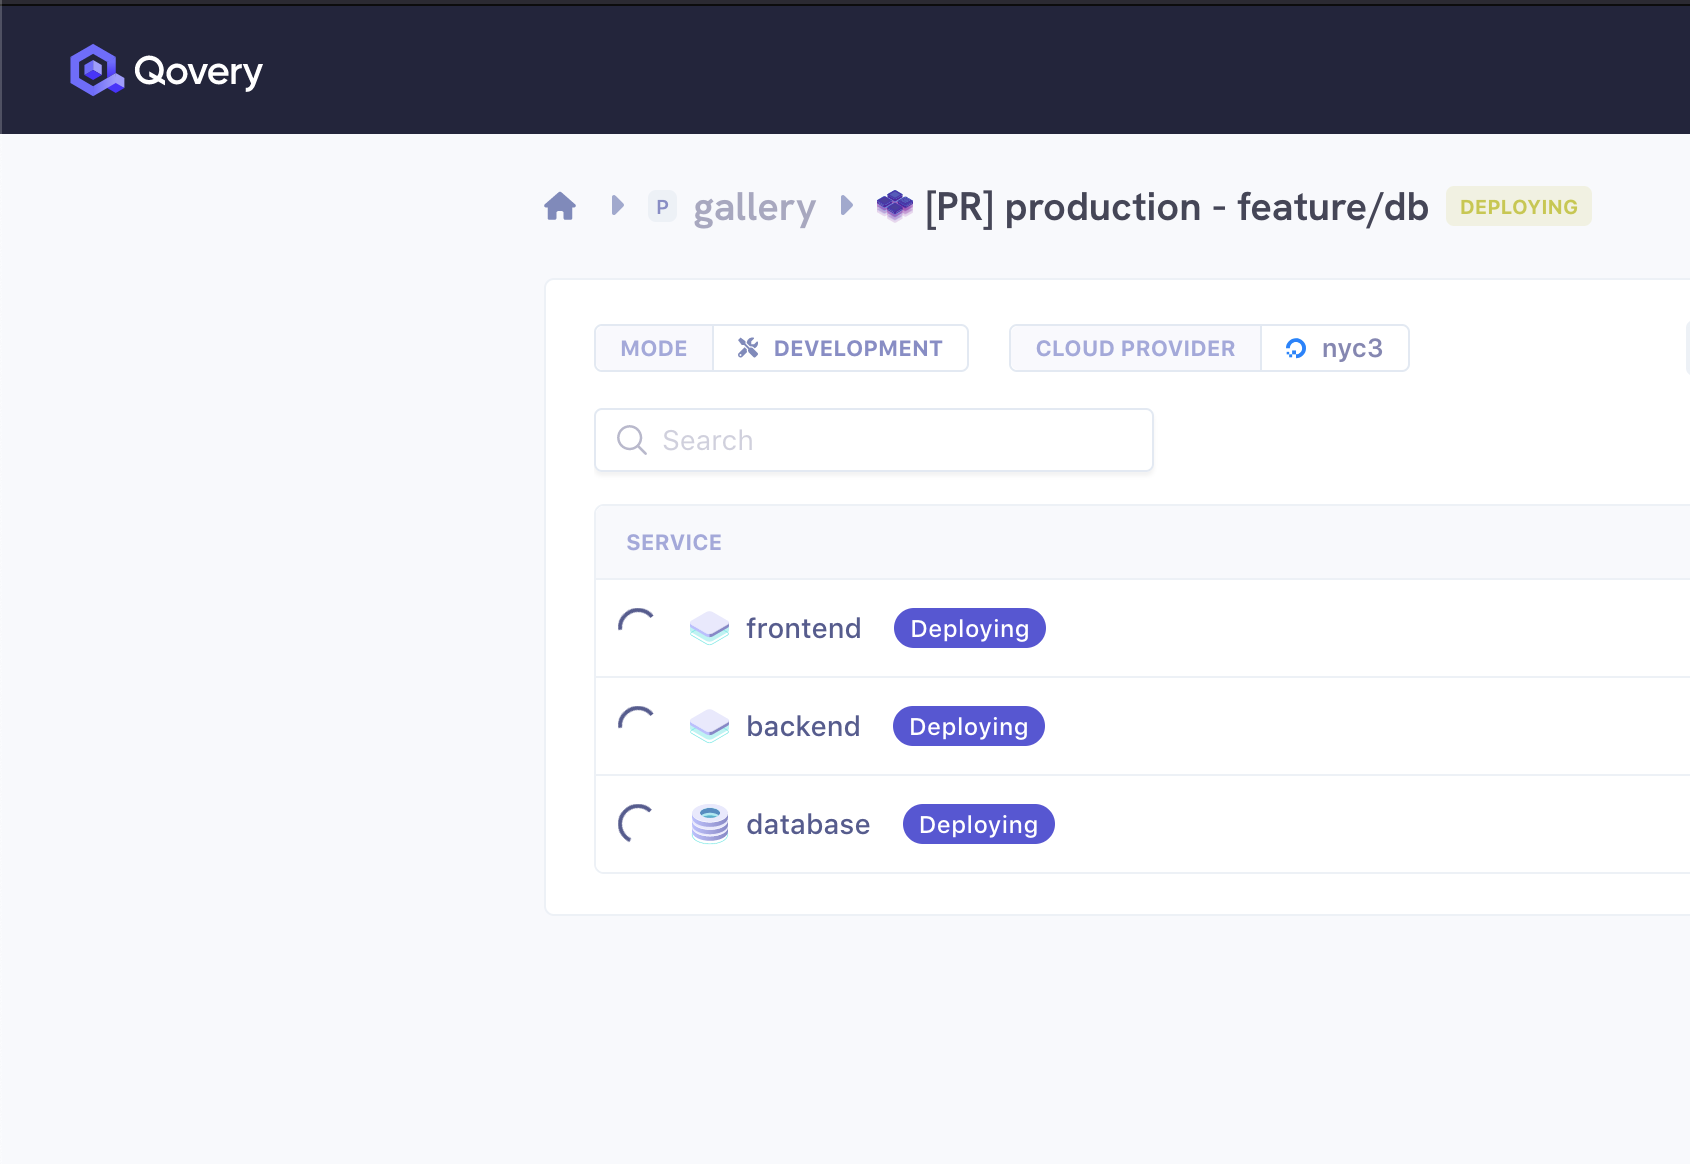 Qovery
P gallery [PR] production - feature/db DEPLOYING
MODE DEVELOPMENT CLOUD PROVIDER nyc3
Search
SERVICE
frontend Deploying
backend Deploying
database Deploying